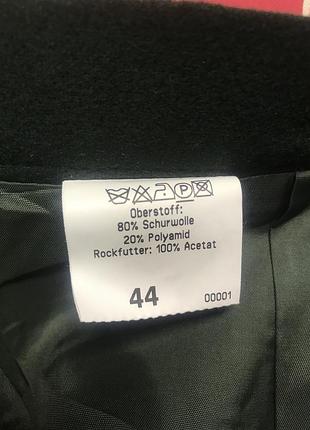 P
Oberstoff:
80% Schurwolle
20% Polyamid
Rockfutter: 100% Acetat
44 00001